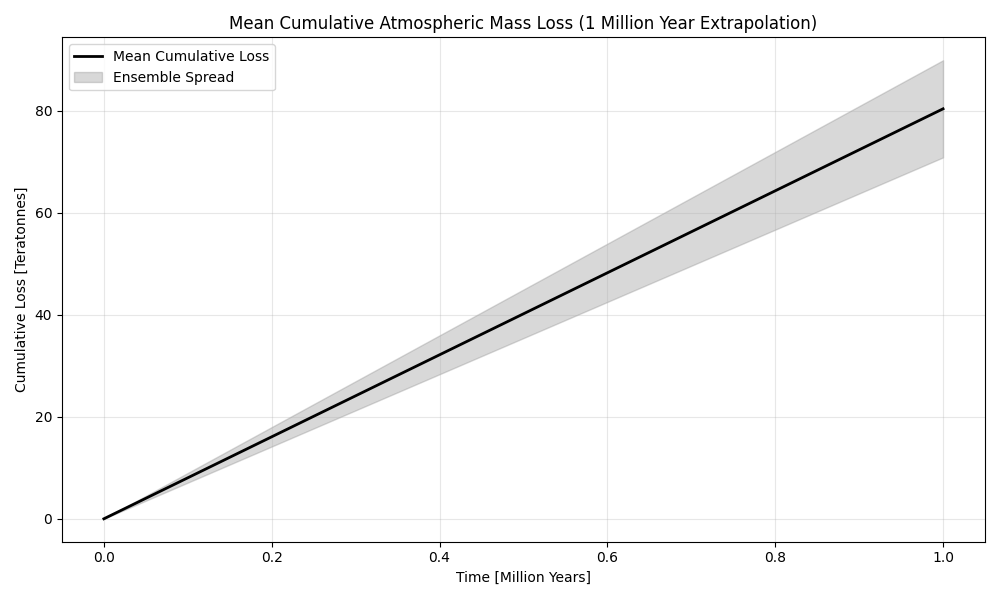 Mean Cumulative Atmospheric Mass Loss (1 Million Year Extrapolation)
Mean Cumulative Loss
Ensemble Spread
Cumulative Loss [Teratonnes]
80
60
40
20
0
0.0 0.2 0.4 0.6 0.8 1.0
Time [Million Years]